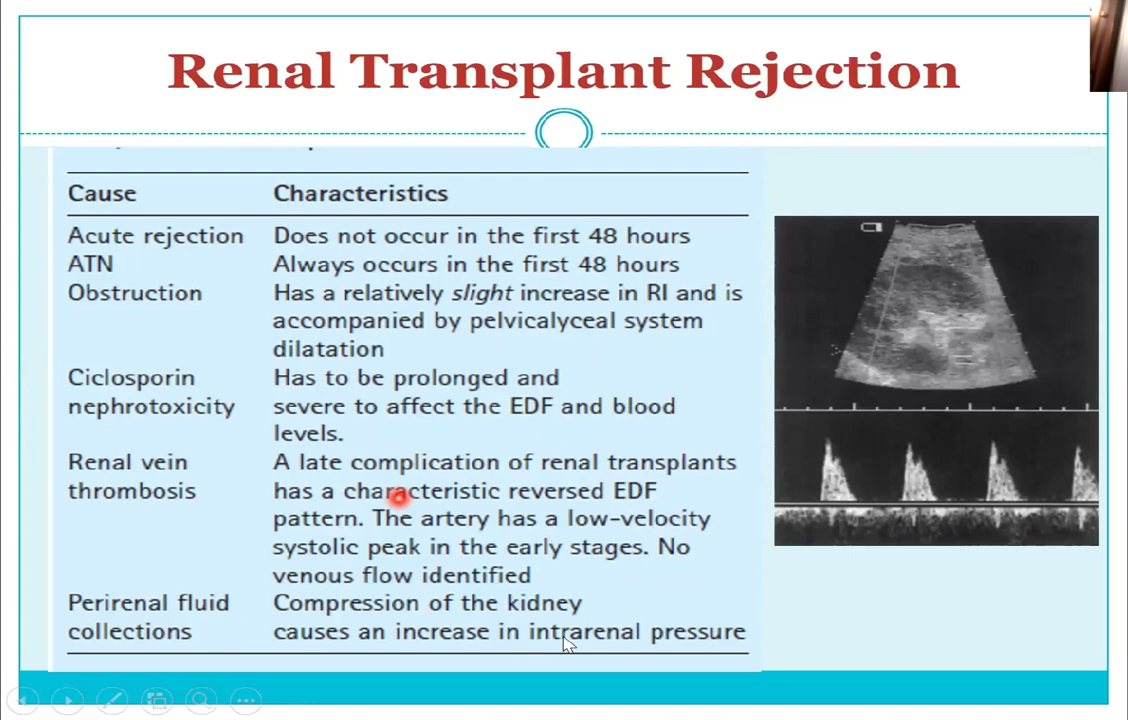 Renal Transplant Rejection
Cause Characteristics
Acute rejection Does not occur in the first 48 hours
ATN Always occurs in the first 48 hours
Obstruction Has a relatively slight increase in RI and is
accompanied by pelvicalyceal system
dilatation
Ciclosporin Has to be prolonged and
nephrotoxicity severe to affect the EDF and blood
levels.
Renal vein A late complication of renal transplants
thrombosis has a characteristic reversed EDF
pattern. The artery has a low-velocity
systolic peak in the early stages. No
venous flow identified
Perirenal fluid Compression of the kidney
collections causes an increase in intrarenal pressure